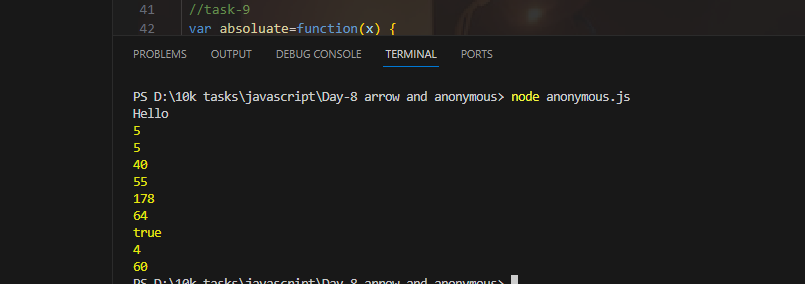 41 //task-9
42 var absoluate=function(x) {
PROBLEMS OUTPUT DEBUG CONSOLE TERMINAL PORTS
PS D:\10k tasks\javascript\Day-8 arrow and anonymous> node anonymous.js
Hello
5
5
40
55
178
64
true
4
60
PS D:\10k tasks\javascript\Day-8 arrow and anonymous>